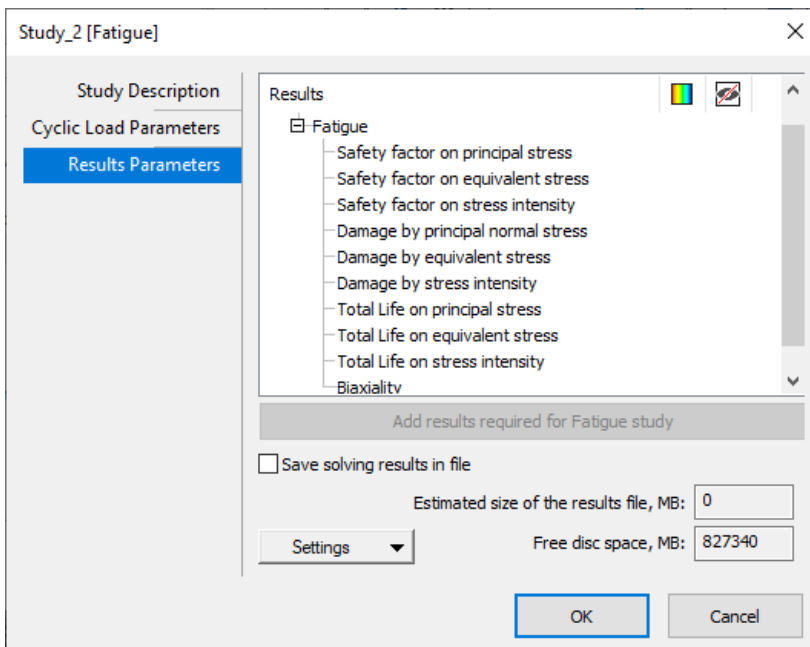 Study_2 [Fatigue]
Study Description
Cyclic Load Parameters
Results Parameters
Results
Fatigue
Safety factor on principal stress
Safety factor on equivalent stress
Safety factor on stress intensity
Damage by principal normal stress
Damage by equivalent stress
Damage by stress intensity
Total Life on principal stress
Total Life on equivalent stress
Total Life on stress intensity
Biaxiality
Add results required for Fatigue study
Save solving results in file
Estimated size of the results file, MB: 0
Settings
Free disc space, MB: 827340
OK
Cancel